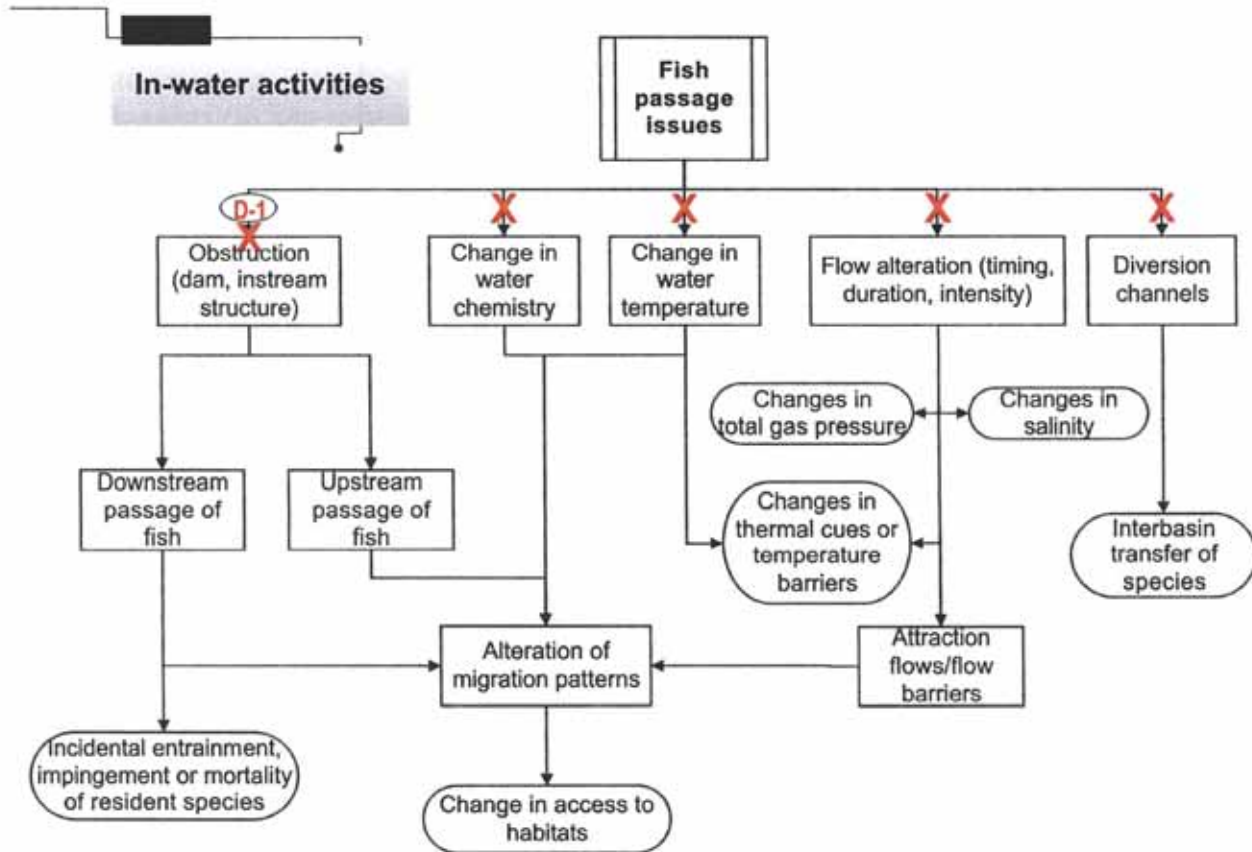 In-water activities
Fish
passage
issues
D-1
X
X
X
X
X
Obstruction
(dam, instream
structure)
Change in
water
chemistry
Change in
water
temperature
Flow alteration (timing,
duration, intensity)
Diversion
channels
Changes in
total gas pressure
Changes in
salinity
Downstream
passage of
fish
Upstream
passage of
fish
Changes in
thermal cues or
temperature
barriers
Interbasin
transfer of
species
Alteration of
migration patterns
Attraction
flows/flow
barriers
Incidental entrainment,
impingement or mortality
of resident species
Change in access to
habitats